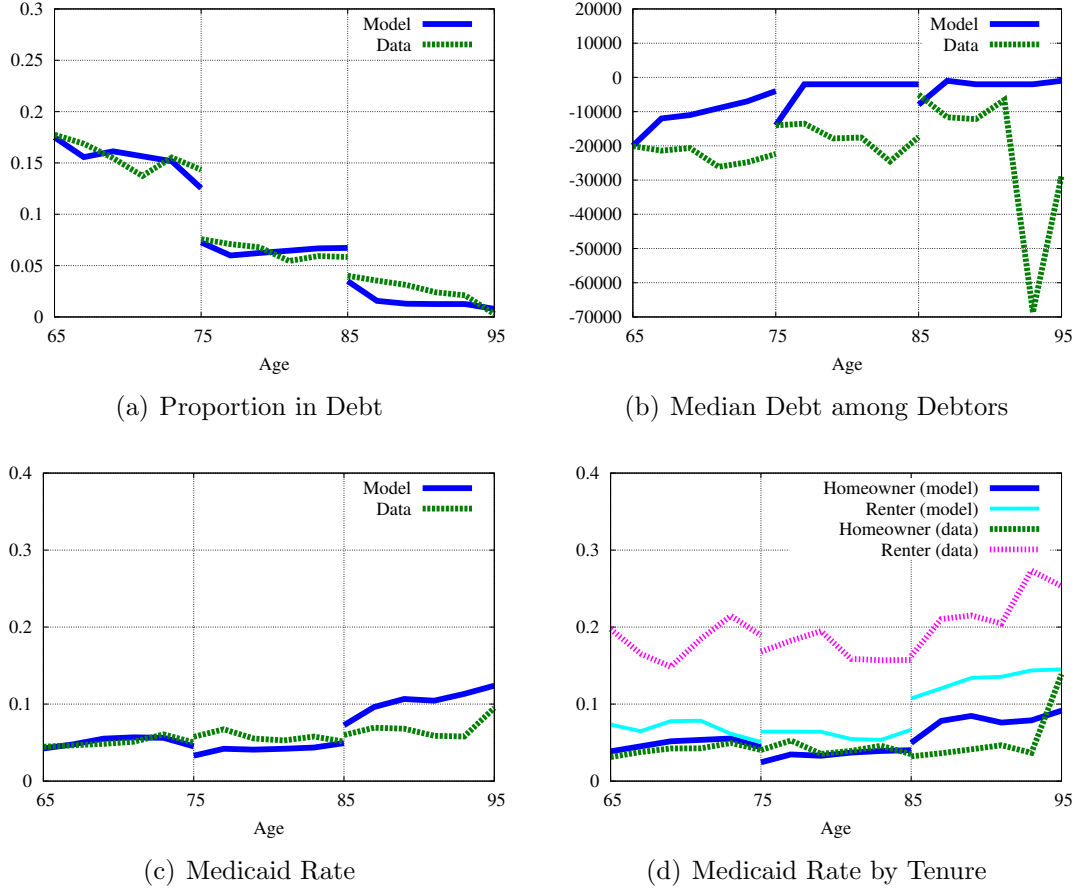 Model
Data
0.3
0.25
0.2
0.15
0.1
0.05
0
65
75
85
95
Age
(a) Proportion in Debt
Model
Data
20000
10000
0
-10000
-20000
-30000
-40000
-50000
-60000
-70000
65
75
85
95
Age
(b) Median Debt among Debtors
Model
Data
0.4
0.3
0.2
0.1
0
65
75
85
95
Age
(c) Medicaid Rate
Homeowner (model)
Renter (model)
Homeowner (data)
Renter (data)
0.4
0.3
0.2
0.1
0
65
75
85
95
Age
(d) Medicaid Rate by Tenure